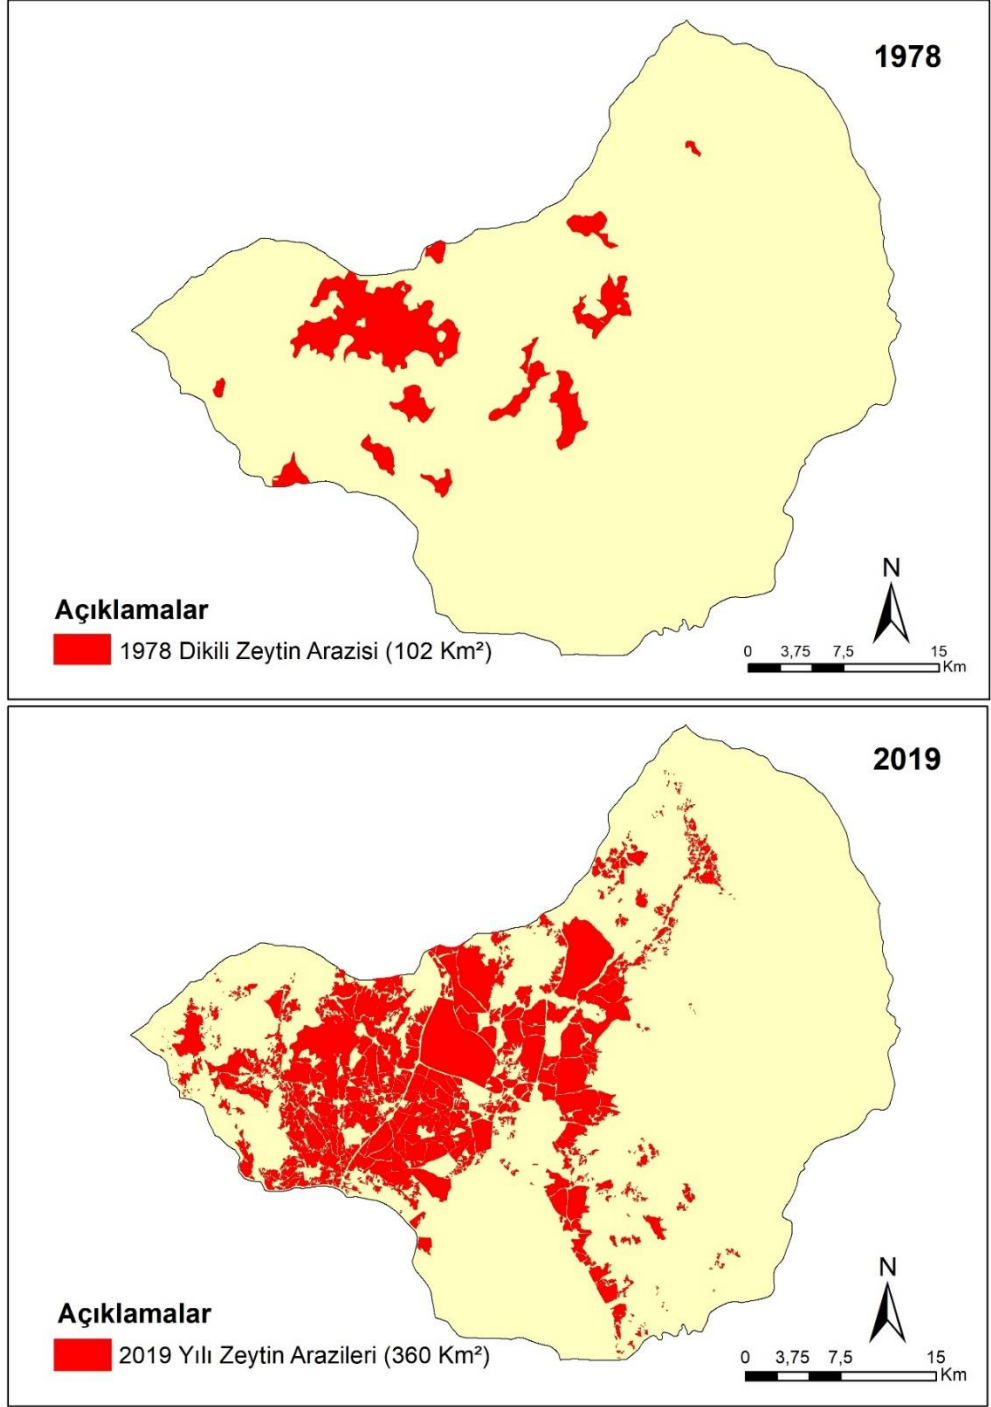 1978
N
Açıklamalar
1978 Dikili Zeytin Arazisi (102 Km²)
0 3,75 7,5 15
Km
2019
N
Açıklamalar
2019 Yılı Zeytin Arazileri (360 Km²)
0 3,75 7,5 15
Km